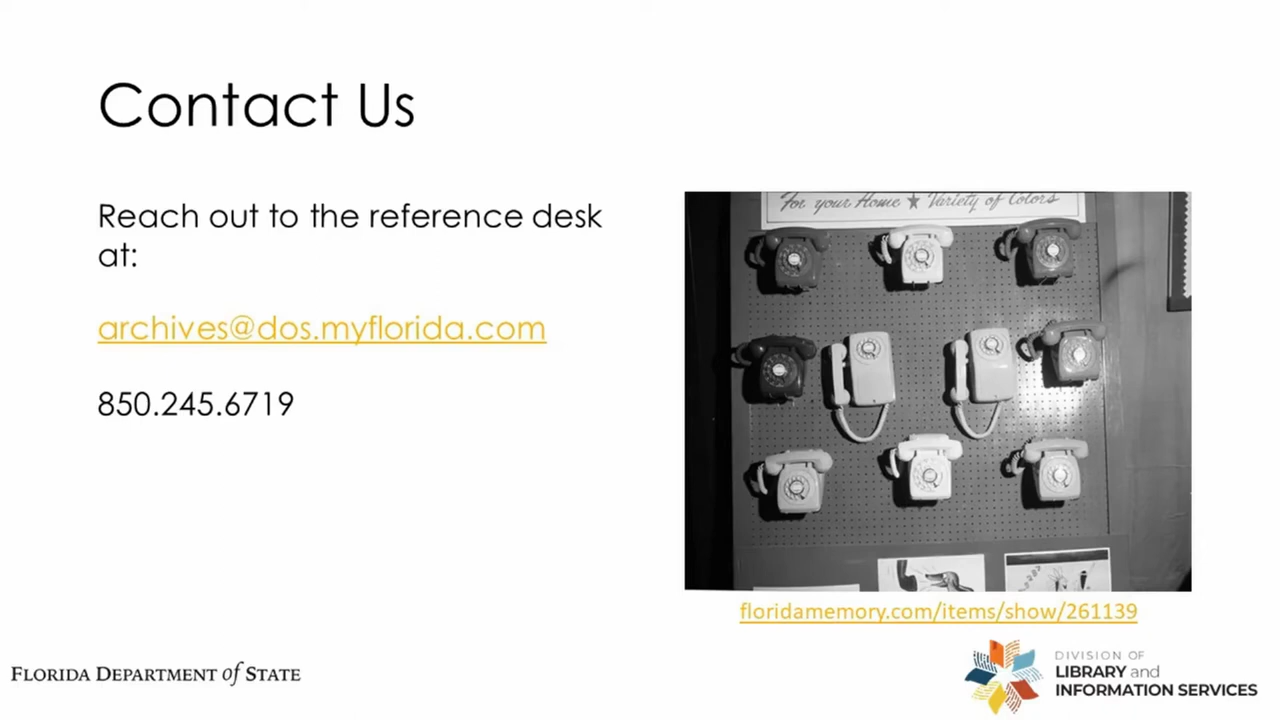 Contact Us
Reach out to the reference desk
at:
archives@dos.myflorida.com
850.245.6719
For your Home ★ Variety of Colors
floridamemory.com/items/show/261139
FLORIDA DEPARTMENT of STATE
DIVISION OF
LIBRARY and
INFORMATION SERVICES